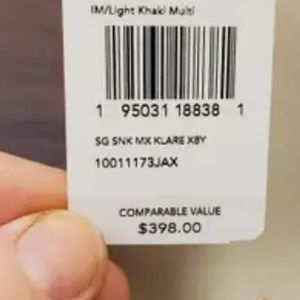 IM/Light Khaki Multi
1 95031 18838 1
SG SNK MX KLARE XBY
10011173JAX
COMPARABLE VALUE
$398.00